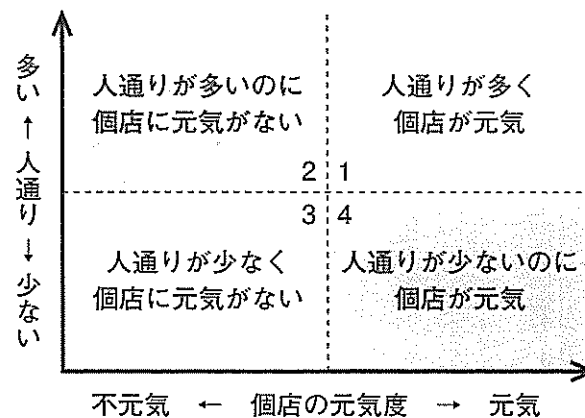 多い ← 人通り → 少ない
人通りが多いのに
個店に元気がない
人通りが多く
個店が元気
2
1
3
4
人通りが少なく
個店に元気がない
人通りが少ないのに
個店が元気
不元気 ← 個店の元気度 → 元気